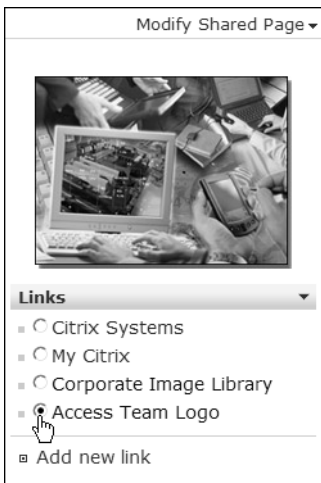 Modify Shared Page
Links
Citrix Systems
My Citrix
Corporate Image Library
Access Team Logo
Add new link